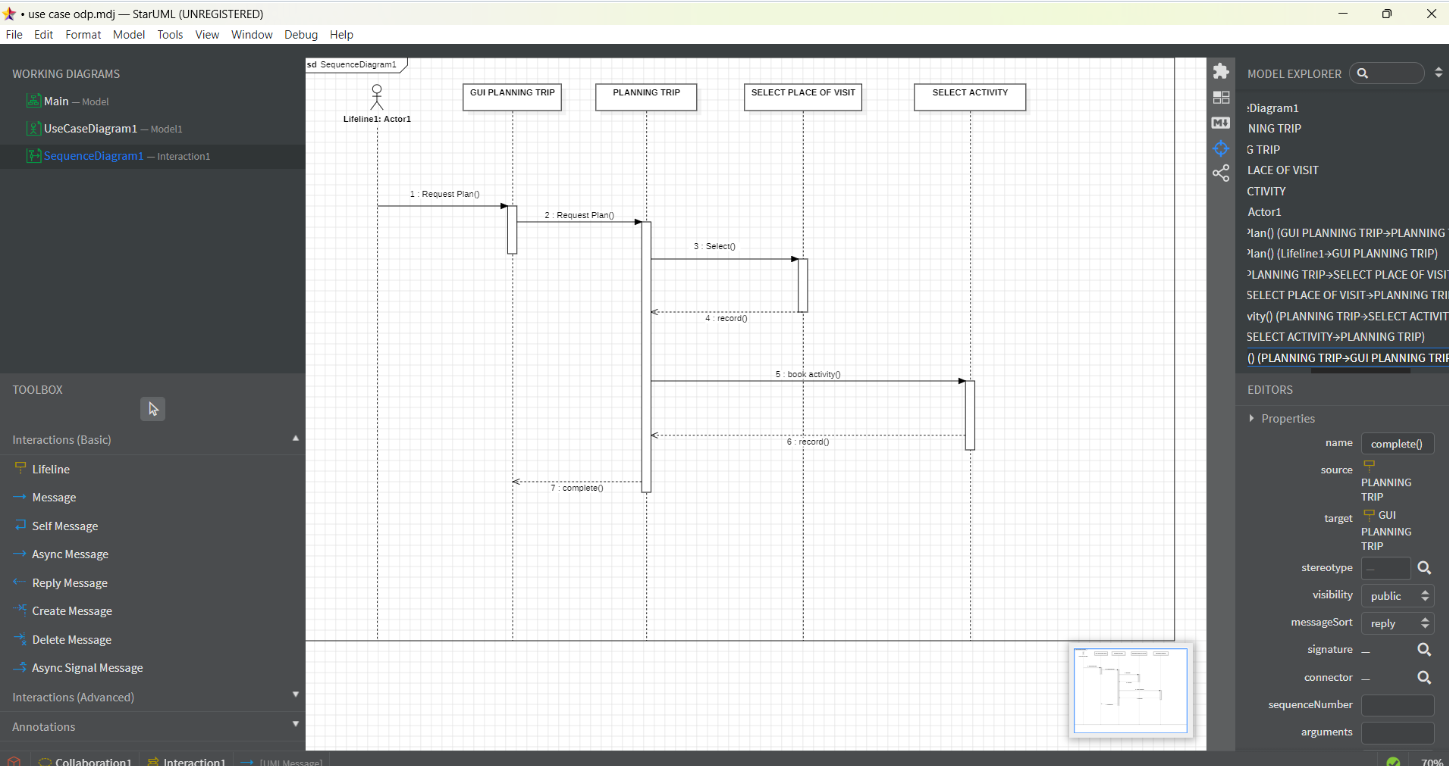 • use case odp.mdj — StarUML (UNREGISTERED)
File Edit Format Model Tools View Window Debug Help
WORKING DIAGRAMS
Main — Model
UseCaseDiagram1 — Model1
SequenceDiagram1 — Interaction1
TOOLBOX
Interactions (Basic)
Lifeline
Message
Self Message
Async Message
Reply Message
Create Message
Delete Message
Async Signal Message
Interactions (Advanced)
Annotations
sd SequenceDiagram1
Lifeline1: Actor1
GUI PLANNING TRIP
PLANNING TRIP
SELECT PLACE OF VISIT
SELECT ACTIVITY
1 : Request Plan()
2 : Request Plan()
3 : Select()
4 : record()
5 : book activity()
6 : record()
7 : complete()
MODEL EXPLORER
:Diagram1
NING TRIP
G TRIP
LACE OF VISIT
CTIVITY
Actor1
Plan() (GUI PLANNING TRIP→PLANNING
Plan() (Lifeline1→GUI PLANNING TRIP)
PLANNING TRIP→SELECT PLACE OF VISIT
SELECT PLACE OF VISIT→PLANNING TRI
vity() (PLANNING TRIP→SELECT ACTIVIT
SELECT ACTIVITY→PLANNING TRIP)
() (PLANNING TRIP→GUI PLANNING TRIP
EDITORS
Properties
name complete()
source PLANNING TRIP
target GUI PLANNING TRIP
stereotype —
visibility public
messageSort reply
signature —
connector —
sequenceNumber
arguments
Collaboration1 Interaction1 [UMLMessage]
70%
M↓